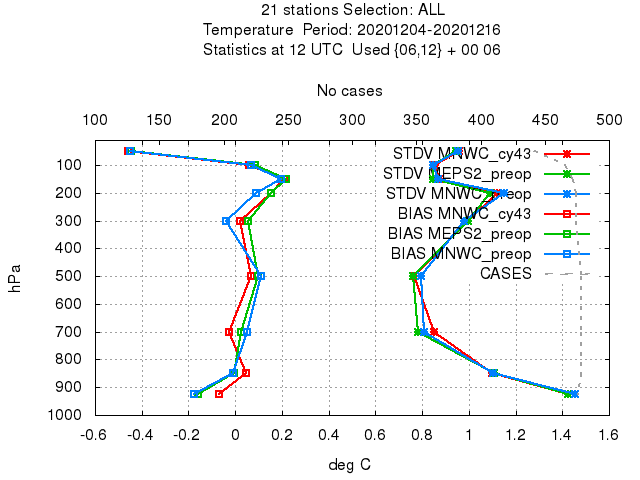 21 stations Selection: ALL
Temperature Period: 20201204-20201216
Statistics at 12 UTC Used {06,12} + 00 06
No cases
100 150 200 250 300 350 400 450 500
STDV MNWC_cy43
STDV MEPS2_preop
STDV MNWC_preop
BIAS MNWC_cy43
BIAS MEPS2_preop
BIAS MNWC_preop
CASES
hPa
100
200
300
400
500
600
700
800
900
1000
-0.6 -0.4 -0.2 0 0.2 0.4 0.6 0.8 1 1.2 1.4 1.6
deg C